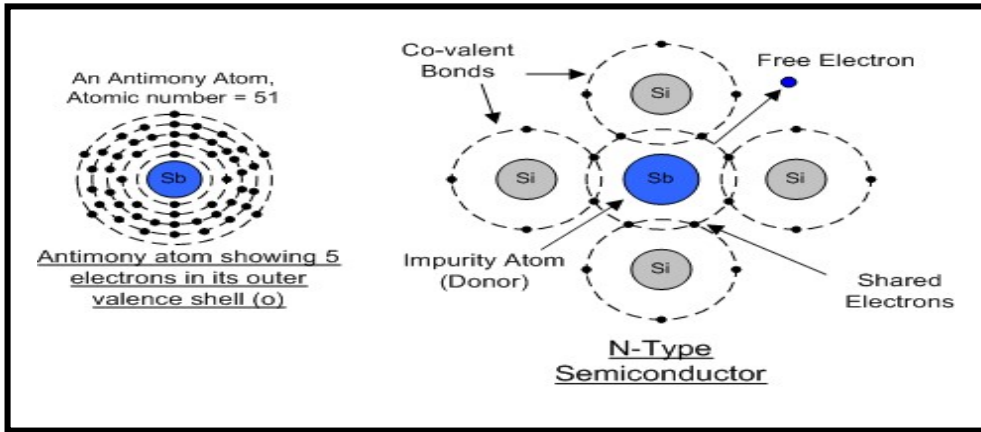 An Antimony Atom,
Atomic number = 51
Sb
Antimony atom showing 5
electrons in its outer
valence shell (o)
Co-valent
Bonds
Free Electron
Si
Si
Sb
Si
Si
Impurity Atom
(Donor)
Shared
Electrons
N-Type
Semiconductor